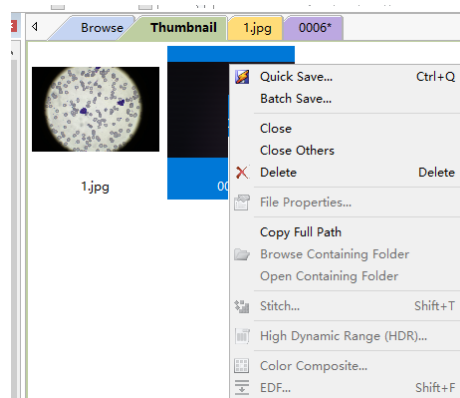 Browse
Thumbnail
1.jpg
0006*
Quick Save... Ctrl+Q
Batch Save...
Close
Close Others
Delete Delete
1.jpg
00
File Properties...
Copy Full Path
Browse Containing Folder
Open Containing Folder
Stitch... Shift+T
High Dynamic Range (HDR)...
Color Composite...
EDF... Shift+F